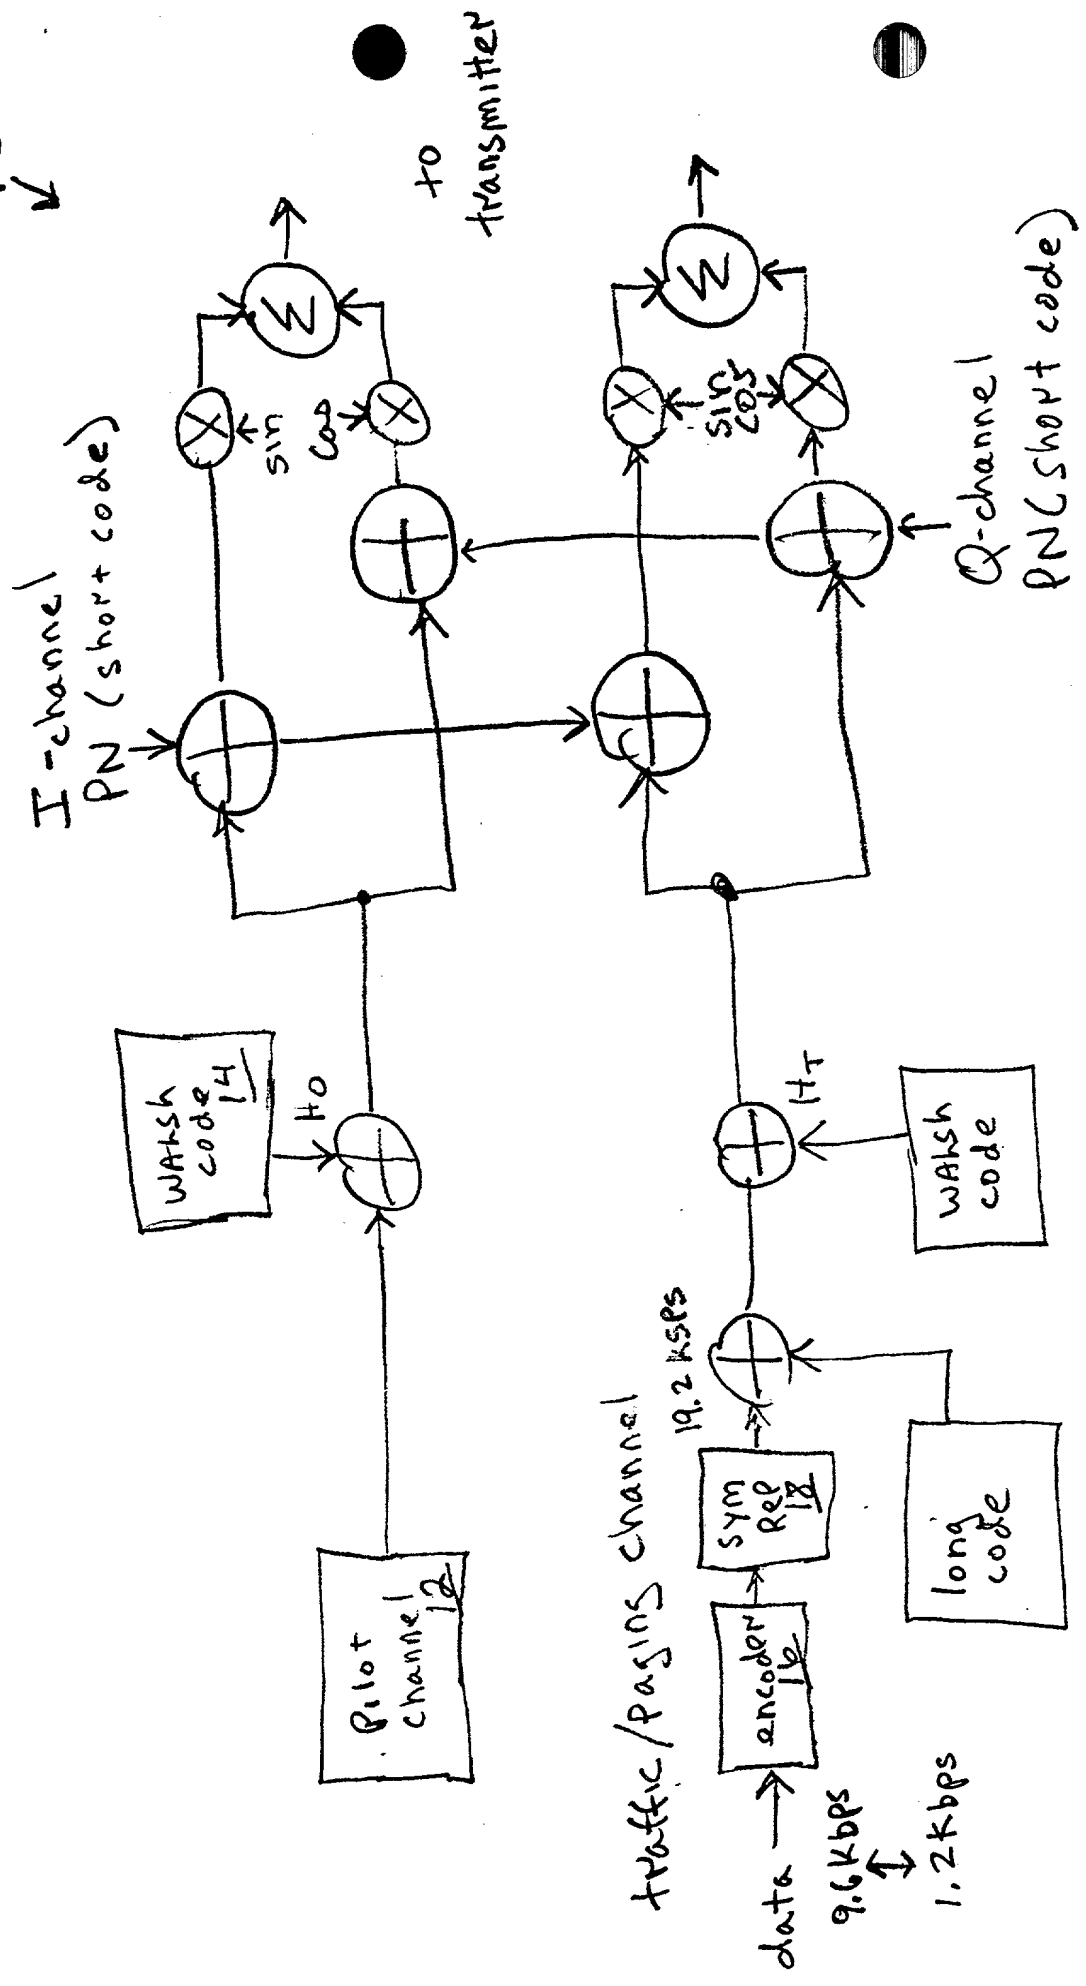 I-channel
PN (short code)
Pilot
channel
12
WALSH
code
14
H0
sin
cos
Σ
to
transmitter
traffic/paging channel
data
9.6 Kbps
1.2 Kbps
encoder
16
sym
Rep
18
19.2 KSPS
long
code
WALSH
code
HT
sin
cos
Σ
Q-channel
PN (short code)